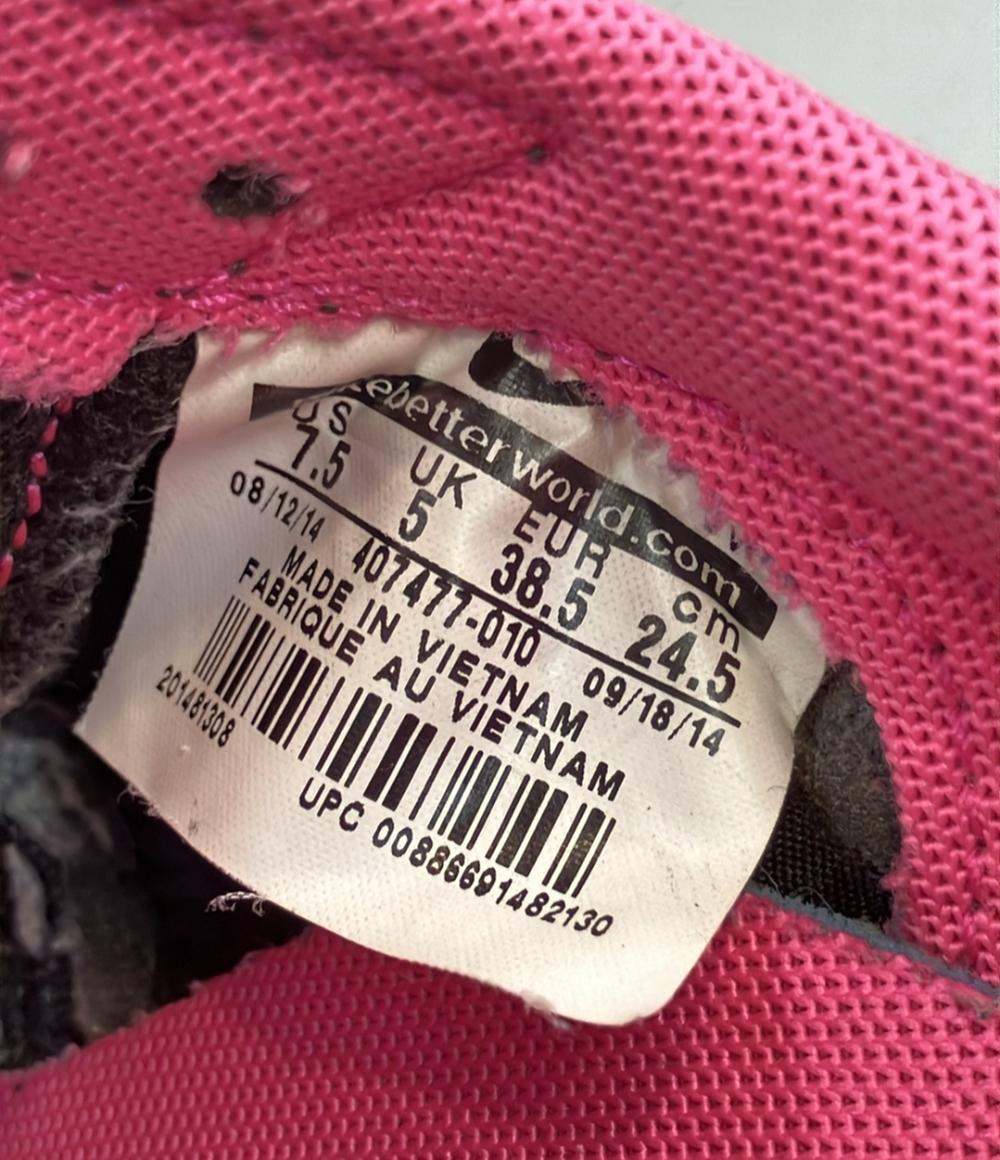 ebetterworld.com
US UK EUR cm
7.5 5 38.5 24.5
08/12/14 407477-010 09/18/14
MADE IN VIETNAM
FABRIQUE AU VIETNAM
201481308
UPC 00886691482130